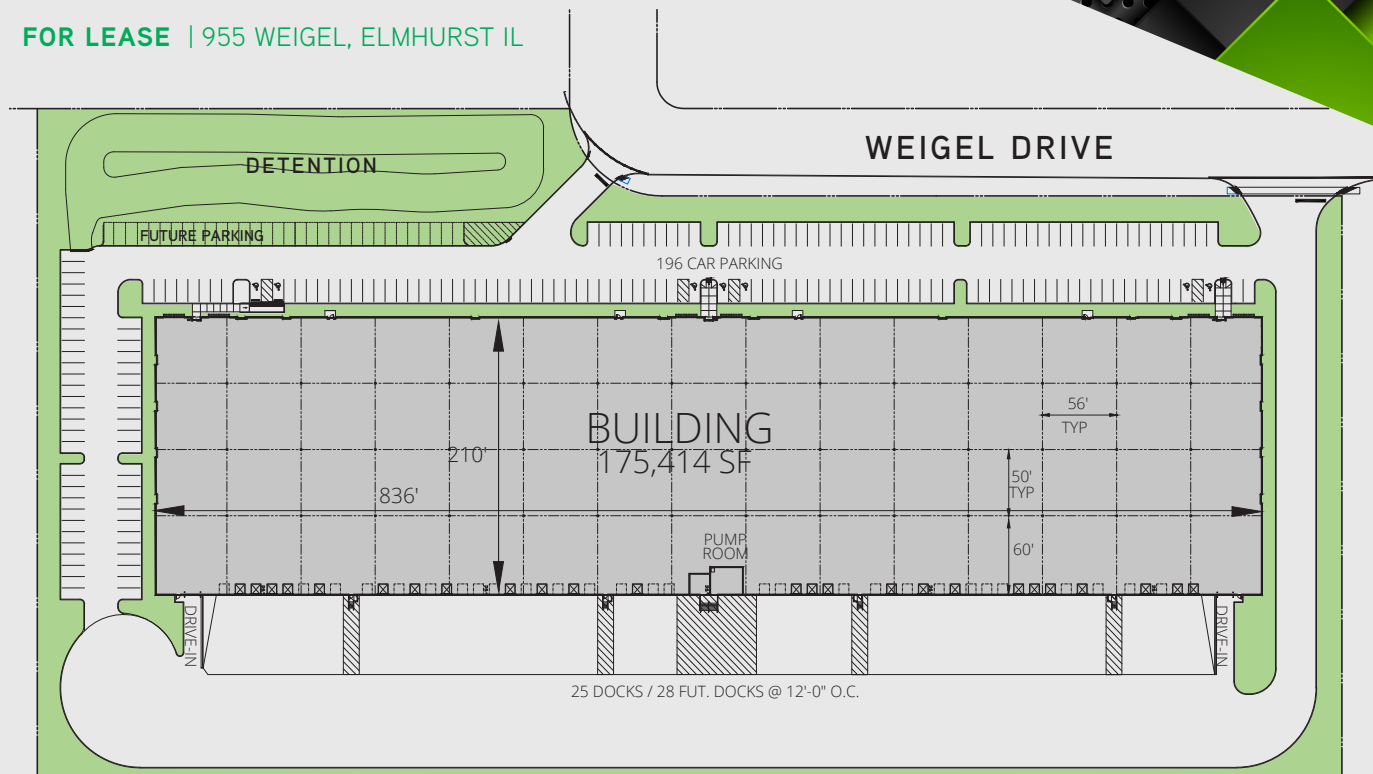 FOR LEASE | 955 WEIGEL, ELMHURST IL
WEIGEL DRIVE
DETENTION
FUTURE PARKING
196 CAR PARKING
56'
TYP
BUILDING
175,414 SF
210'
50'
TYP
836'
PUMP
ROOM
60'
DRIVE-IN
DRIVE-IN
25 DOCKS / 28 FUT. DOCKS @ 12'-0" O.C.